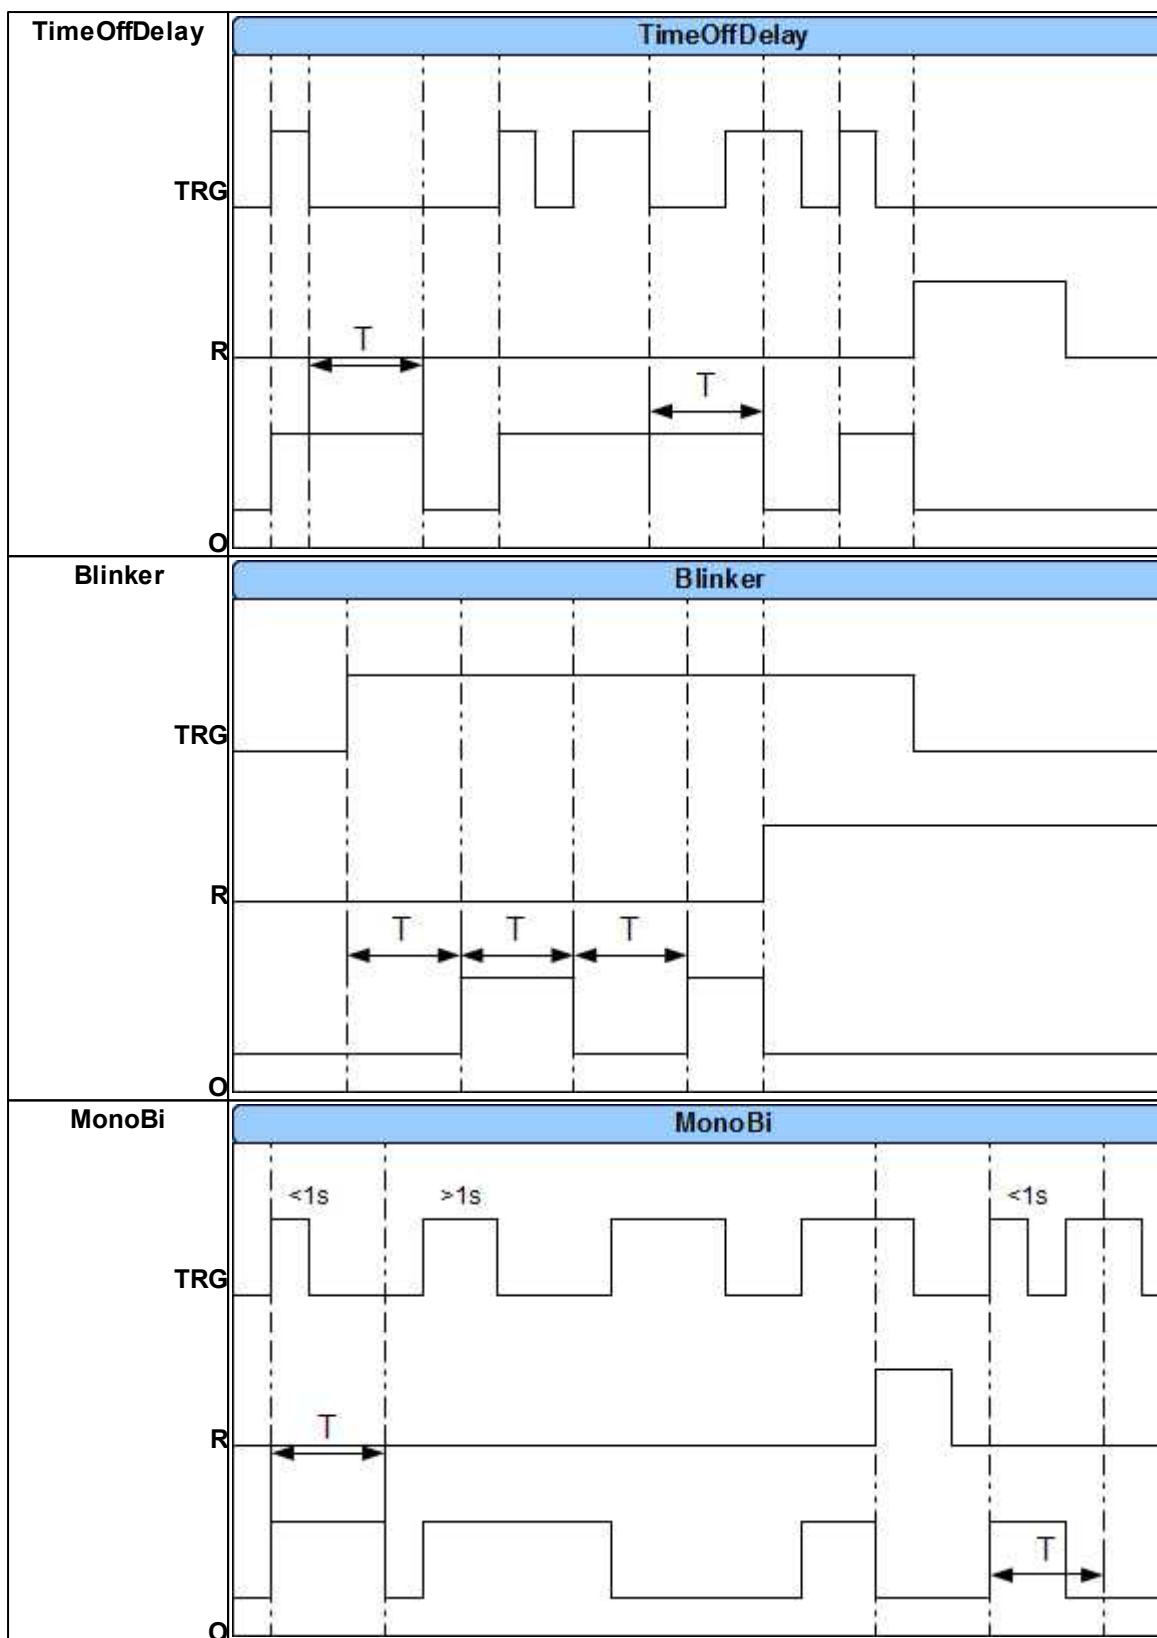 TimeOffDelay
TimeOffDelay
TRG
R
T
T
O
Blinker
Blinker
TRG
R
T
T
T
O
MonoBi
MonoBi
<1s
>1s
<1s
TRG
R
T
T
O